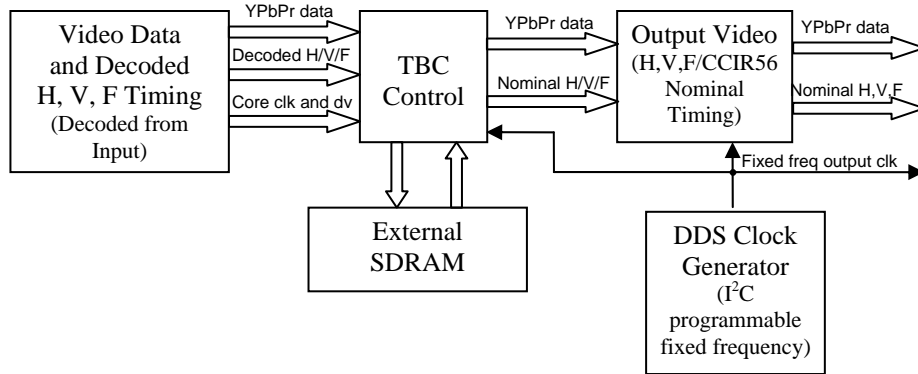 Video Data
and Decoded
H, V, F Timing
(Decoded from
Input)
YPbPr data
Decoded H/V/F
Core clk and dv
TBC
Control
YPbPr data
Nominal H/V/F
Output Video
(H,V,F/CCIR56
Nominal
Timing)
YPbPr data
Nominal H,V,F
Fixed freq output clk
External
SDRAM
DDS Clock
Generator
(I²C
programmable
fixed frequency)